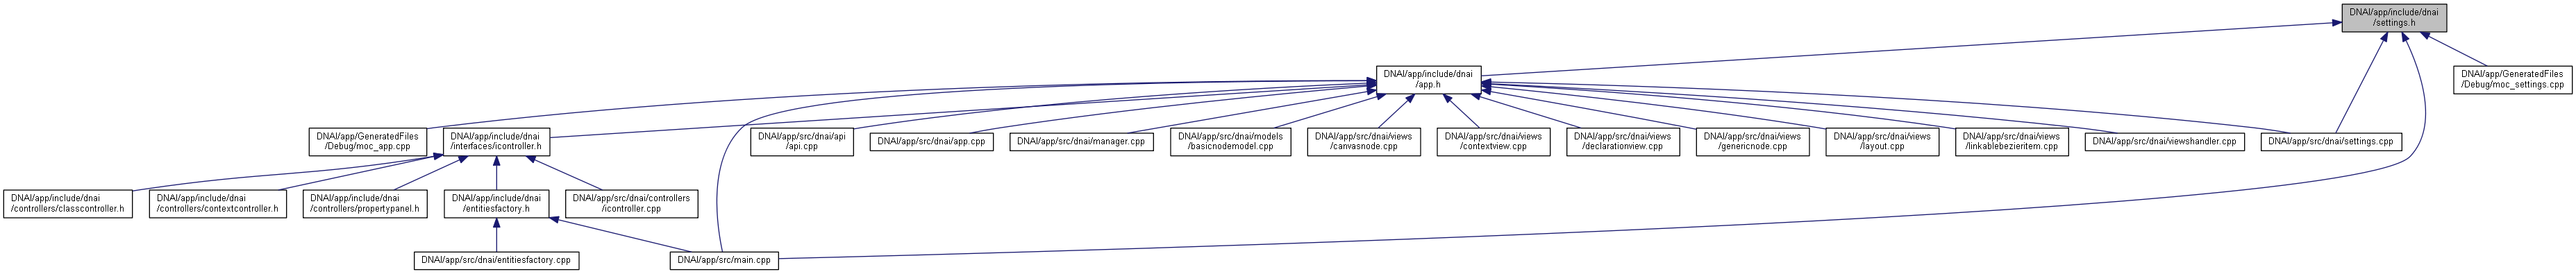 DNAI/app/include/dnai
/settings.h
DNAI/app/include/dnai
/app.h
DNAI/app/GeneratedFiles
/Debug/moc_settings.cpp
DNAI/app/GeneratedFiles
/Debug/moc_app.cpp
DNAI/app/include/dnai
/interfaces/icontroller.h
DNAI/app/src/dnai/api
/api.cpp
DNAI/app/src/dnai/app.cpp
DNAI/app/src/dnai/manager.cpp
DNAI/app/src/dnai/models
/basicnodemodel.cpp
DNAI/app/src/dnai/views
/canvasnode.cpp
DNAI/app/src/dnai/views
/contextview.cpp
DNAI/app/src/dnai/views
/declarationview.cpp
DNAI/app/src/dnai/views
/genericnode.cpp
DNAI/app/src/dnai/views
/layout.cpp
DNAI/app/src/dnai/views
/linkablebezieritem.cpp
DNAI/app/src/dnai/viewshandler.cpp
DNAI/app/src/dnai/settings.cpp
DNAI/app/include/dnai
/controllers/classcontroller.h
DNAI/app/include/dnai
/controllers/contextcontroller.h
DNAI/app/include/dnai
/controllers/propertypanel.h
DNAI/app/include/dnai
/entitiesfactory.h
DNAI/app/src/dnai/controllers
/icontroller.cpp
DNAI/app/src/dnai/entitiesfactory.cpp
DNAI/app/src/main.cpp